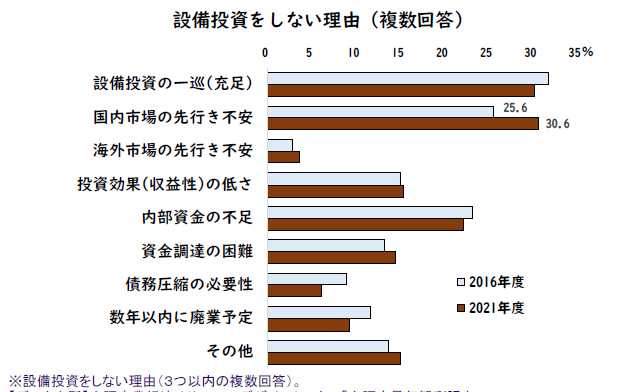 設備投資をしない理由（複数回答）
0 5 10 15 20 25 30 35%
設備投資の一巡(充足)
国内市場の先行き不安
25.6
30.6
海外市場の先行き不安
投資効果(収益性)の低さ
内部資金の不足
資金調達の困難
債務圧縮の必要性
2016年度
数年以内に廃業予定
2021年度
その他
※設備投資をしない理由（3つ以内の複数回答）。